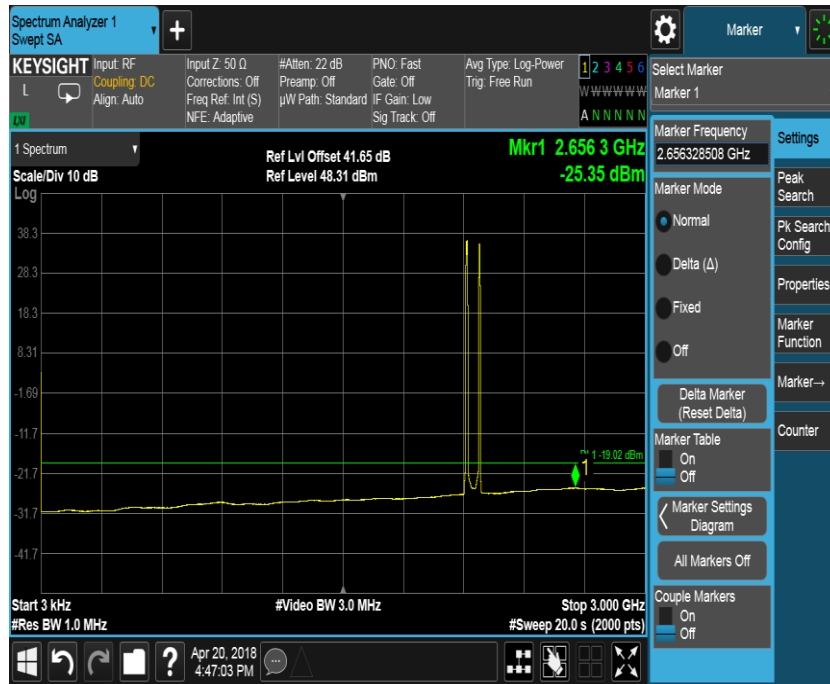 Spectrum Analyzer 1
Swept SA
+
Marker
KEYSIGHT
L
LXI
Input: RF
Coupling: DC
Align: Auto
Input Z: 50 Ω
Corrections: Off
Freq Ref: Int (S)
NFE: Adaptive
#Atten: 22 dB
Preamp: Off
µW Path: Standard
PNO: Fast
Gate: Off
IF Gain: Low
Sig Track: Off
Avg Type: Log-Power
Trig: Free Run
1 2 3 4 5 6
W W W W W W
A N N N N N
Select Marker
Marker 1
1 Spectrum
Scale/Div 10 dB
Log
Ref Lvl Offset 41.65 dB
Ref Level 48.31 dBm
Mkr1 2.656 3 GHz
-25.35 dBm
38.3
28.3
18.3
8.31
-1.69
-11.7
-21.7
-31.7
-41.7
1 -19.02 dBm
1
Start 3 kHz
#Res BW 1.0 MHz
#Video BW 3.0 MHz
Stop 3.000 GHz
#Sweep 20.0 s (2000 pts)
Marker Frequency
2.656328508 GHz
Marker Mode
Normal
Delta (Δ)
Fixed
Off
Delta Marker
(Reset Delta)
Marker Table
On
Off
Marker Settings
Diagram
All Markers Off
Couple Markers
On
Off
Settings
Peak
Search
Pk Search
Config
Properties
Marker
Function
Marker→
Counter
?
Apr 20, 2018
4:47:03 PM